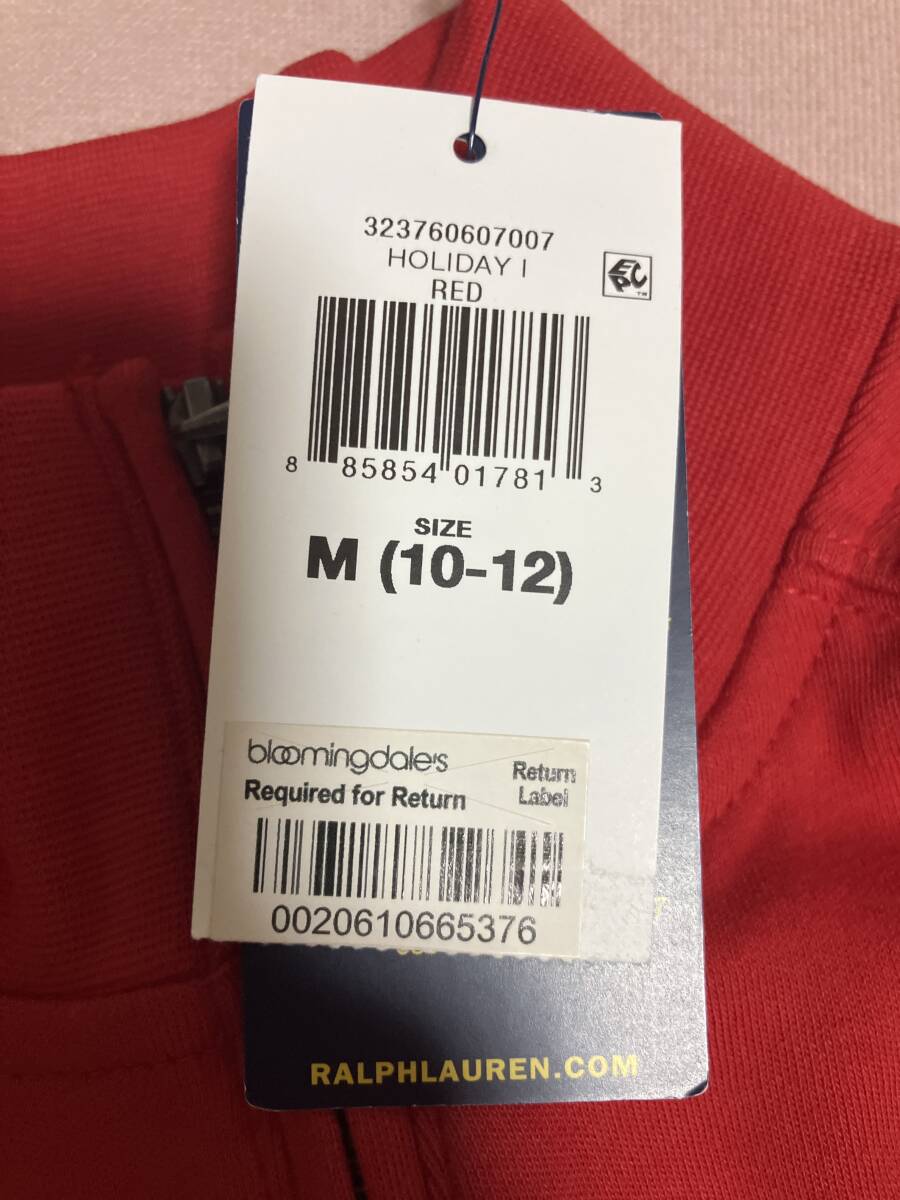 323760607007
HOLIDAY I
RED
EPC
TM
8 85854 01781 3
SIZE
M (10-12)
bloomingdale's
Required for Return
Return
Label
0020610665376
RALPHLAUREN.COM